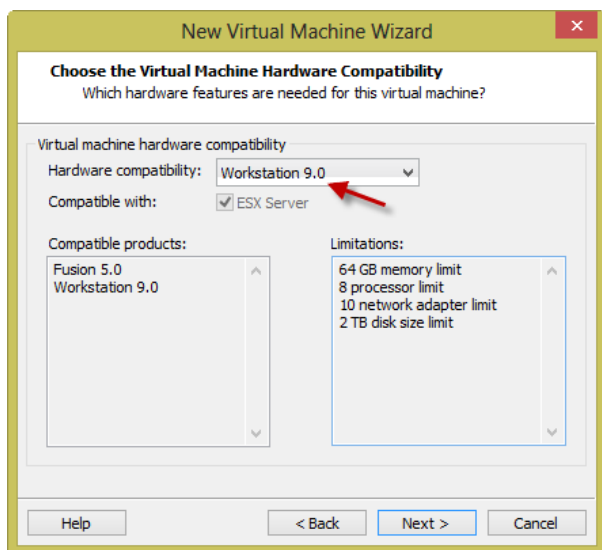 New Virtual Machine Wizard
Choose the Virtual Machine Hardware Compatibility
Which hardware features are needed for this virtual machine?
Virtual machine hardware compatibility
Hardware compatibility: Workstation 9.0
Compatible with: ESX Server
Compatible products:
Fusion 5.0
Workstation 9.0
Limitations:
64 GB memory limit
8 processor limit
10 network adapter limit
2 TB disk size limit
Help < Back Next > Cancel